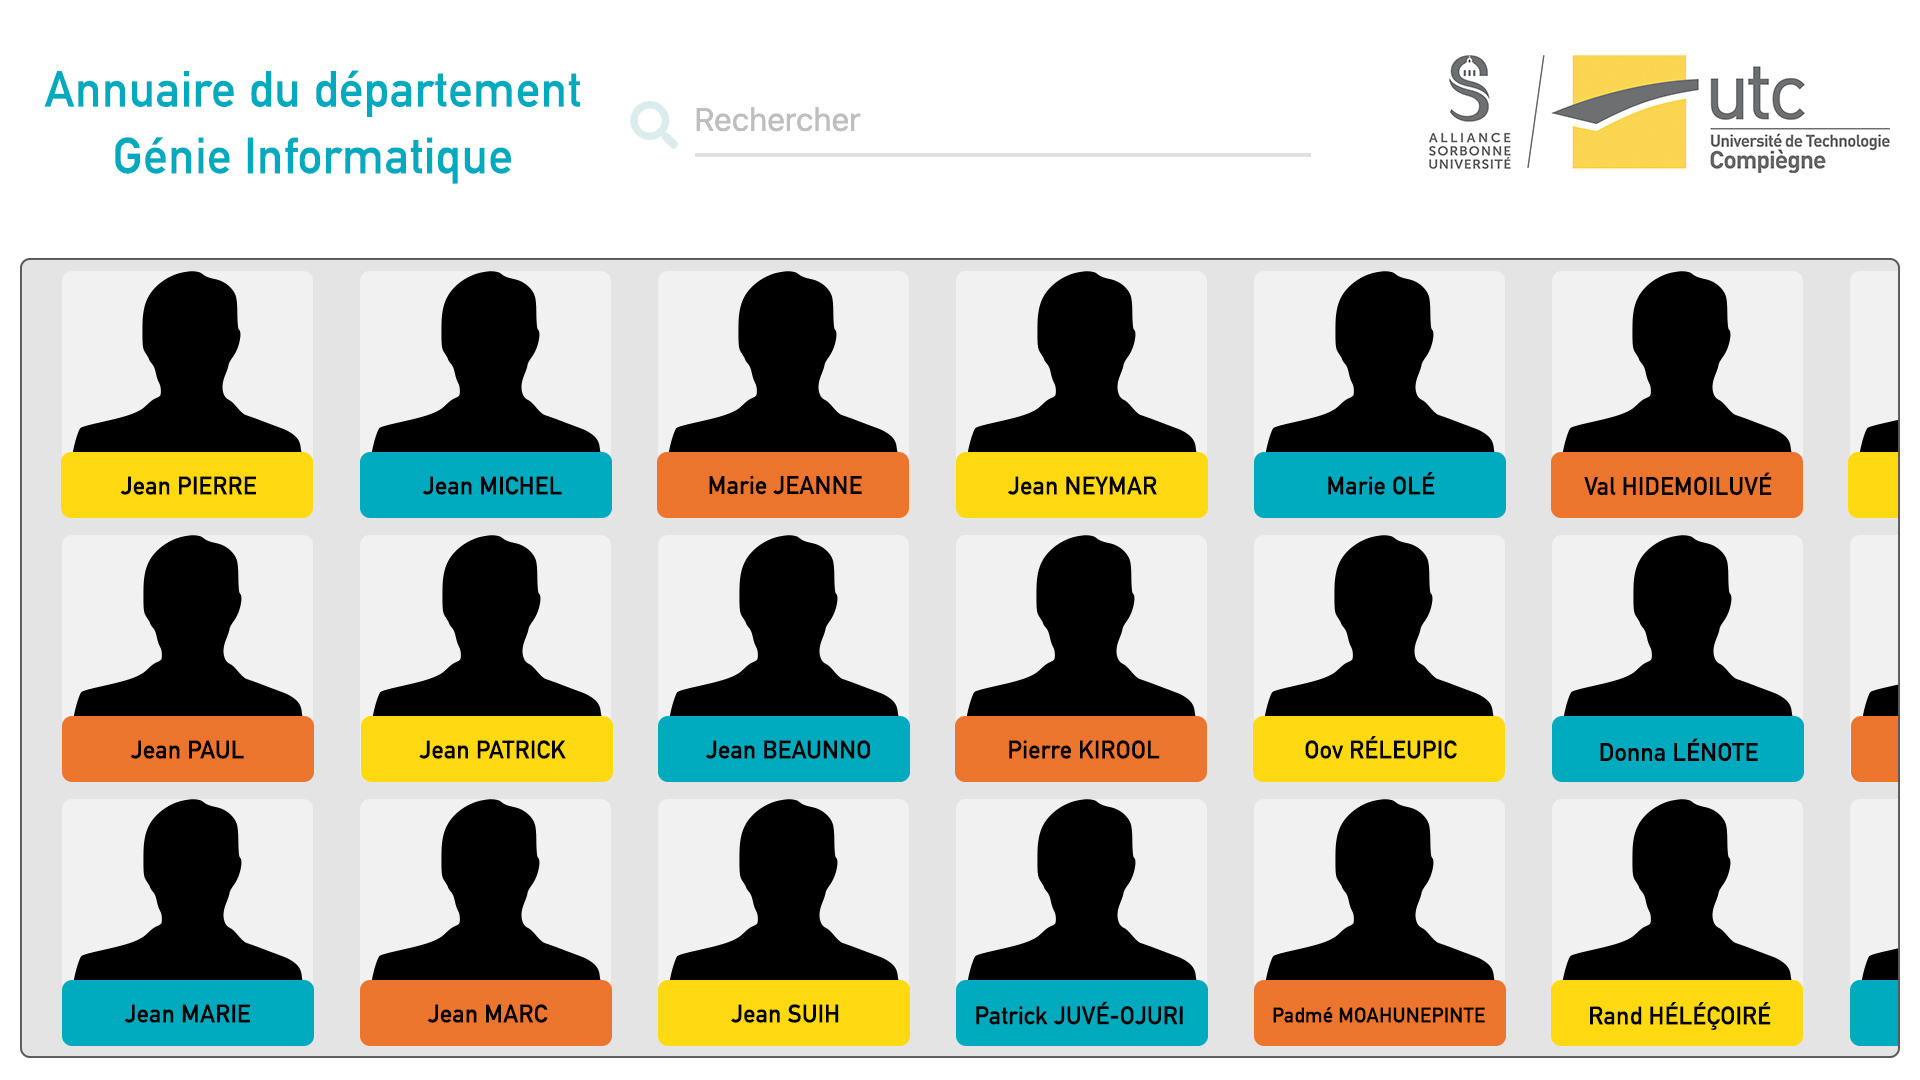 Annuaire du département
Génie Informatique
Rechercher
ALLIANCE
SORBONNE
UNIVERSITÉ
utc
Université de Technologie
Compiègne
Jean PIERRE
Jean MICHEL
Marie JEANNE
Jean NEYMAR
Marie OLÉ
Val HIDEMOILUVÉ
Jean PAUL
Jean PATRICK
Jean BEAUNNO
Pierre KIROOL
Oov RÉLEUPIC
Donna LÉNOTE
Jean MARIE
Jean MARC
Jean SUIH
Patrick JUVÉ-OJURI
Padmé MOAHUNEPINTE
Rand HÉLÉÇOIRÉ